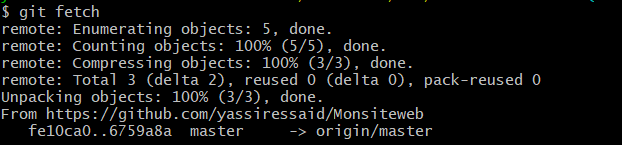 $ git fetch
remote: Enumerating objects: 5, done.
remote: Counting objects: 100% (5/5), done.
remote: Compressing objects: 100% (3/3), done.
remote: Total 3 (delta 2), reused 0 (delta 0), pack-reused 0
Unpacking objects: 100% (3/3), done.
From https://github.com/yassiressaid/Monsiteweb
   fe10ca0..6759a8a  master     -> origin/master